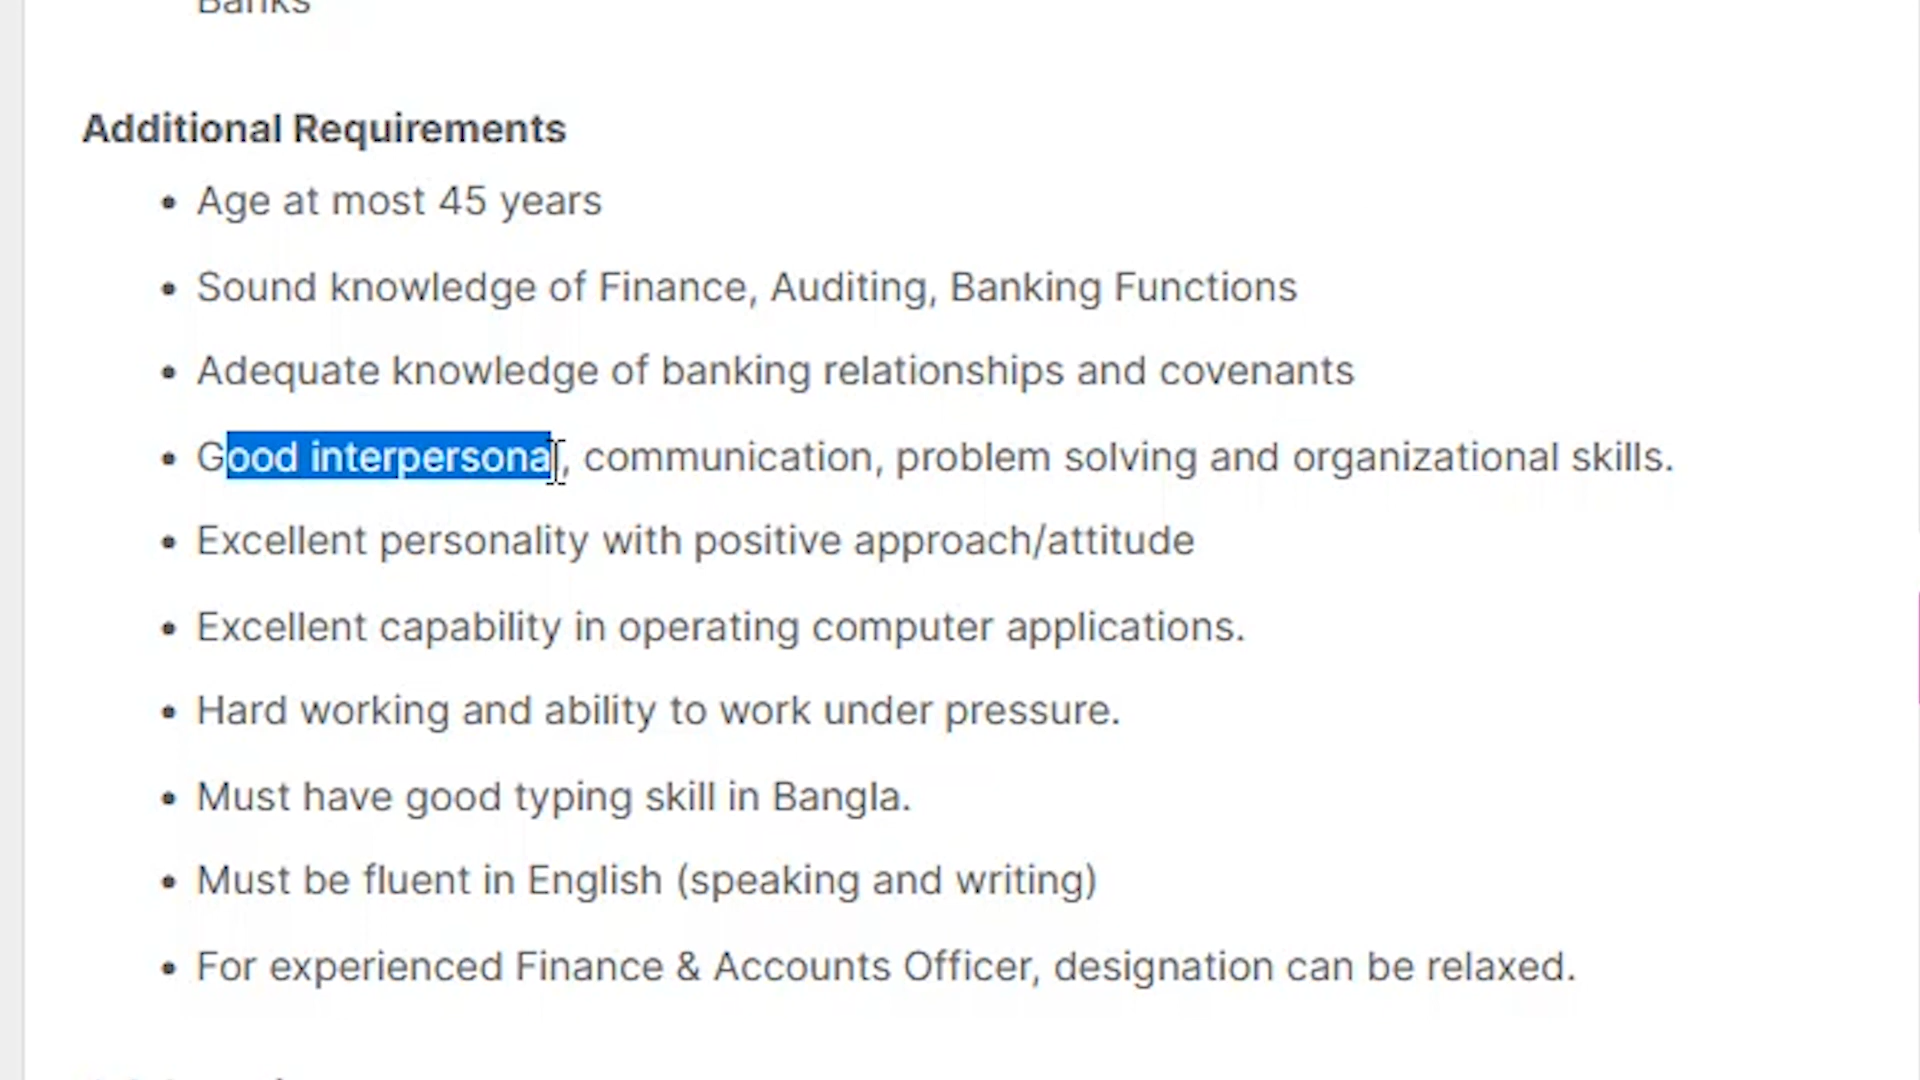 Banks
Additional Requirements
• Age at most 45 years
• Sound knowledge of Finance, Auditing, Banking Functions
• Adequate knowledge of banking relationships and covenants
• Good interpersonal, communication, problem solving and organizational skills.
• Excellent personality with positive approach/attitude
• Excellent capability in operating computer applications.
• Hard working and ability to work under pressure.
• Must have good typing skill in Bangla.
• Must be fluent in English (speaking and writing)
• For experienced Finance & Accounts Officer, designation can be relaxed.